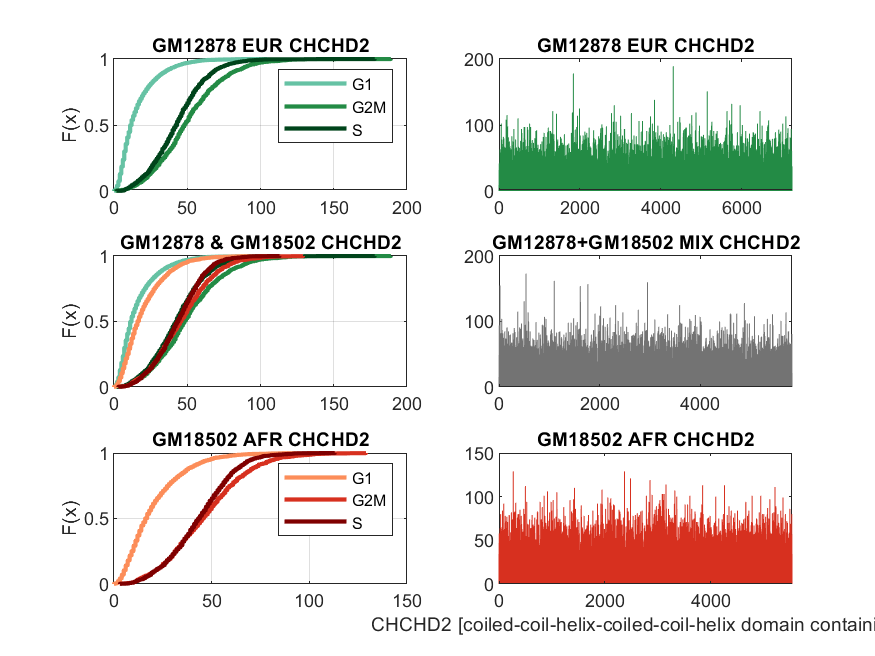 GM12878 EUR CHCHD2
F(x)
1
0.5
0
0
50
100
150
200
G1
G2M
S
GM12878 EUR CHCHD2
200
100
0
0
2000
4000
6000
GM12878 & GM18502 CHCHD2
F(x)
1
0.5
0
0
50
100
150
200
GM12878+GM18502 MIX CHCHD2
200
100
0
0
2000
4000
GM18502 AFR CHCHD2
F(x)
1
0.5
0
0
50
100
150
G1
G2M
S
GM18502 AFR CHCHD2
150
100
50
0
0
2000
4000
CHCHD2 [coiled-coil-helix-coiled-coil-helix domain containi